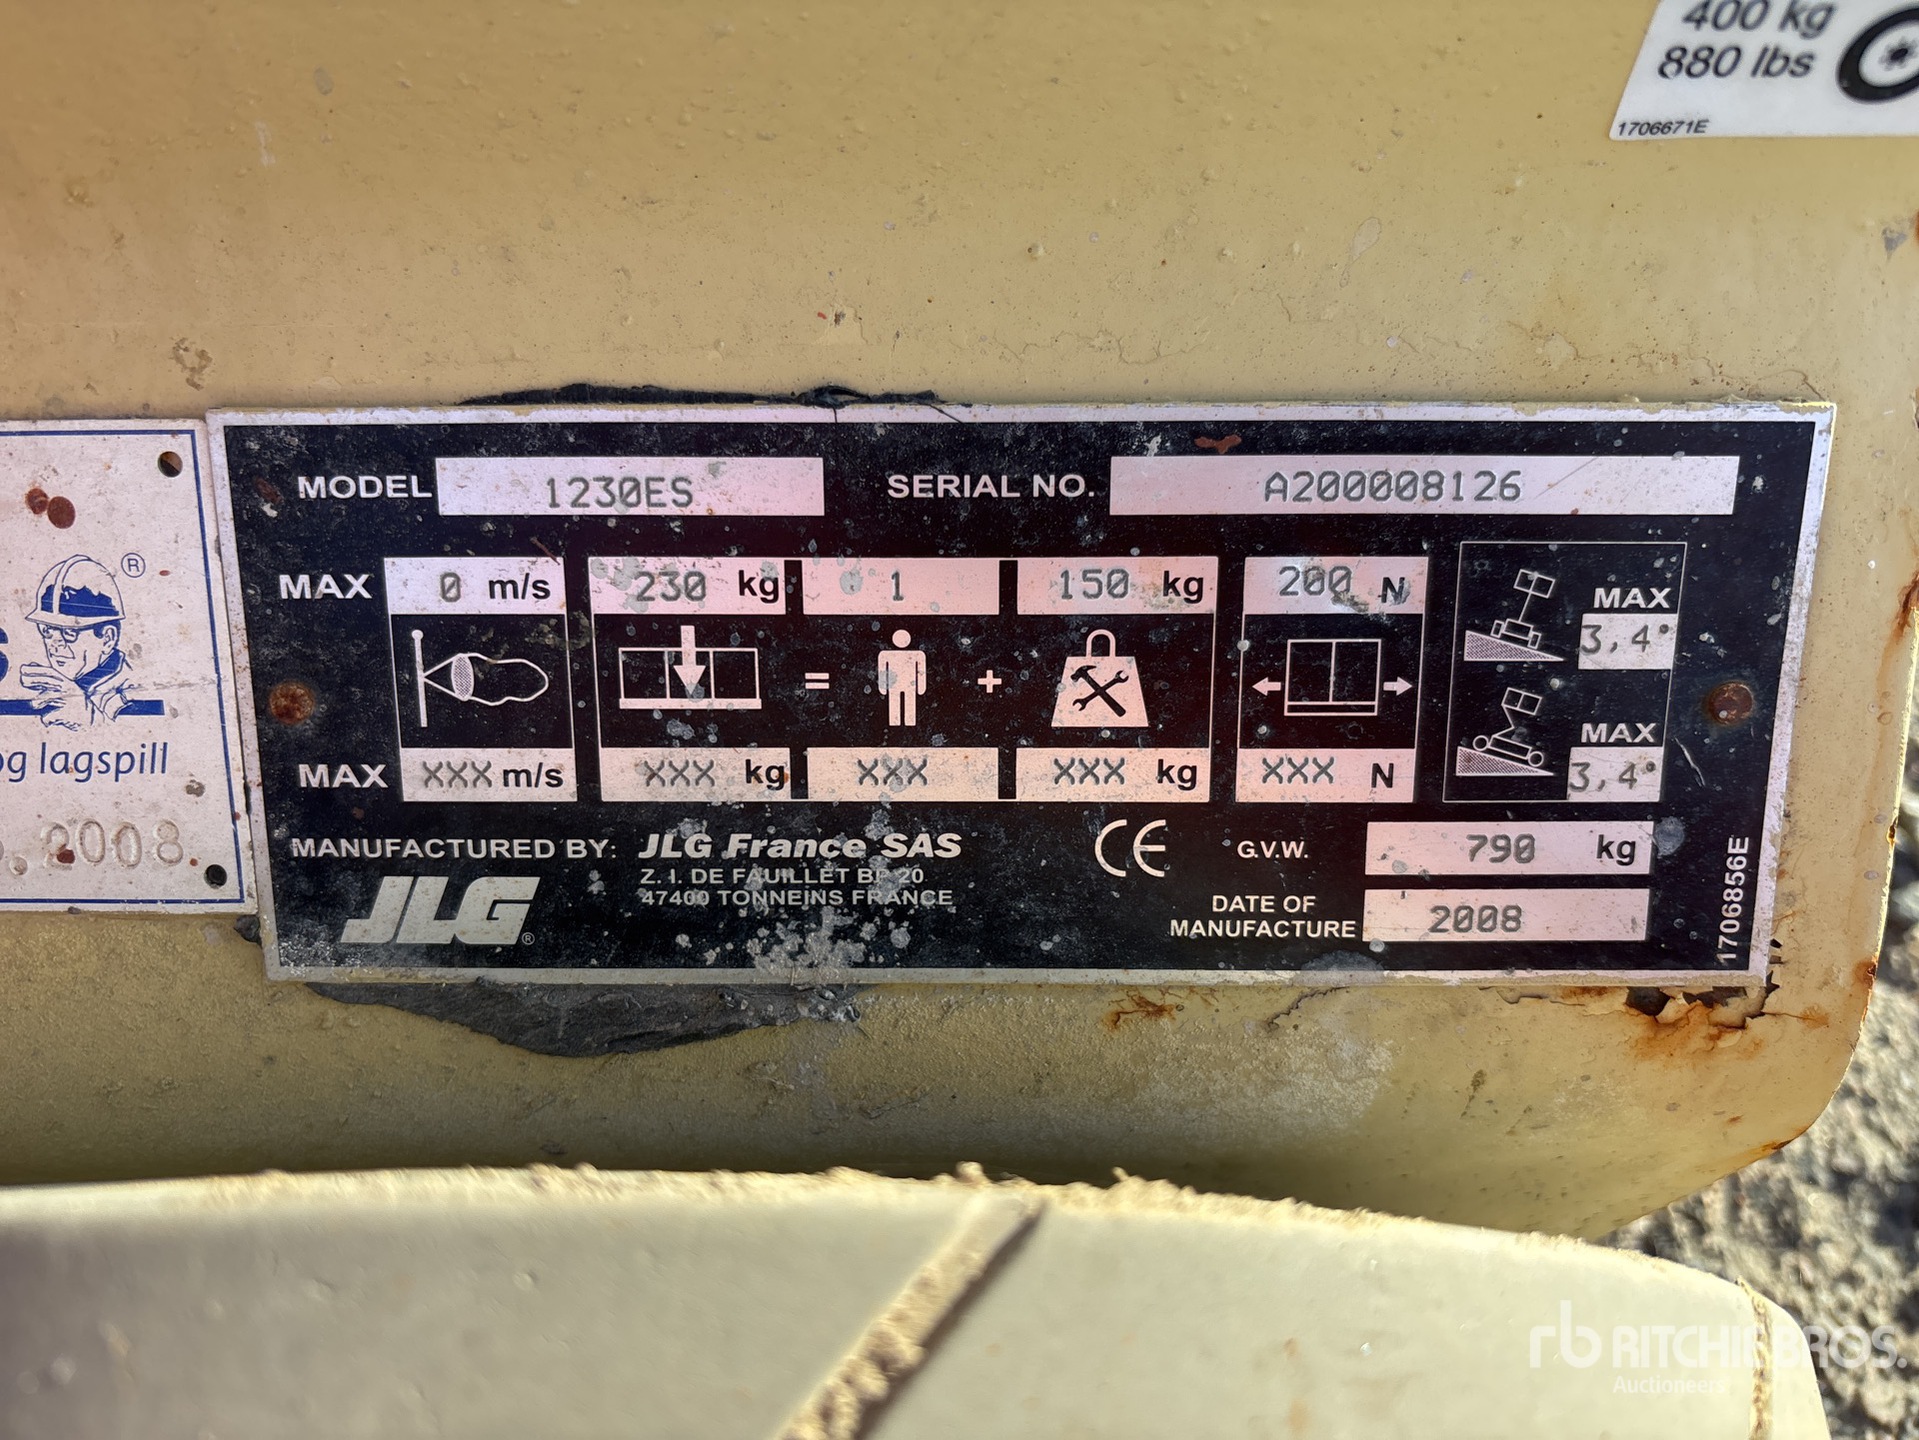 400 kg
880 lbs
1706671E
MODEL 1230ES SERIAL NO. A200008126
MAX 0 m/s 230 kg 1 150 kg 200 N
MAX
3,4°
= +
®
og lagspill
2008
MAX
3,4°
MAX XXX m/s XXX kg XXX XXX kg XXX N
MANUFACTURED BY: JLG France SAS
Z. I. DE FAUILLET BP 20
47400 TONNEINS FRANCE
JLG®
CE
G.V.W. 790 kg
DATE OF
MANUFACTURE 2008
1706856E
rb RITCHIE BROS.
Auctioneers